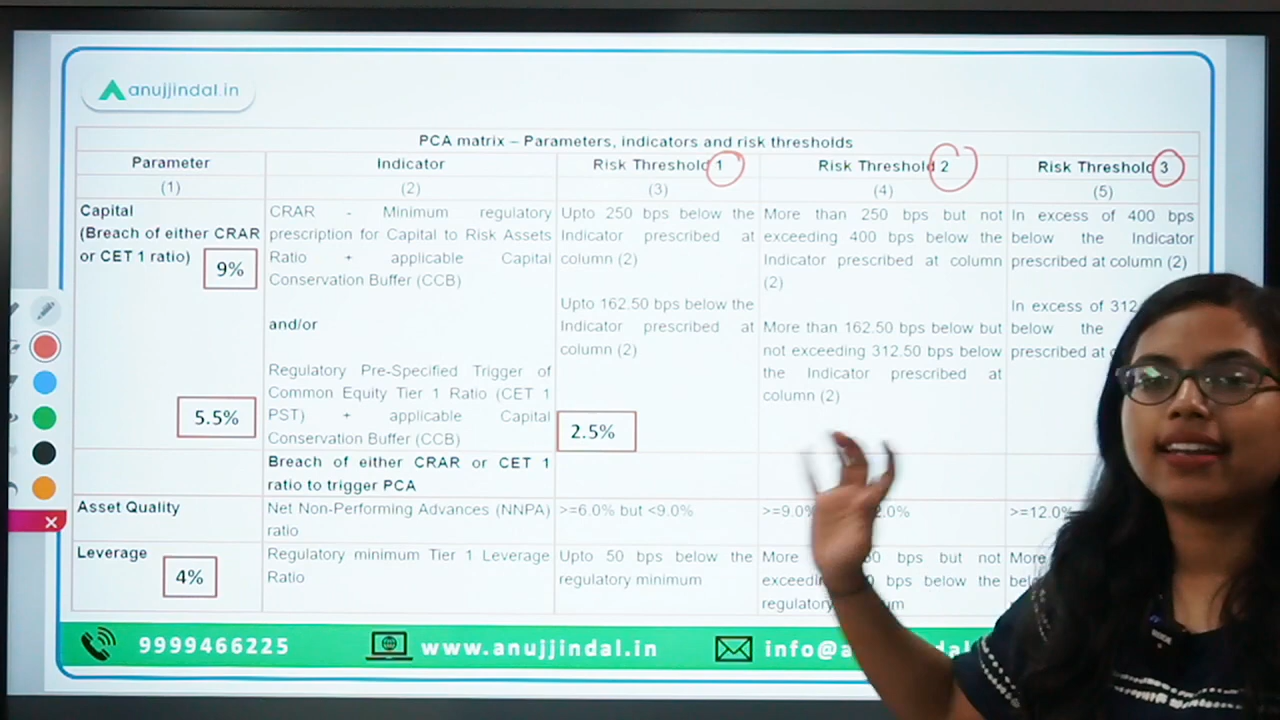 anujjindal.in
PCA matrix – Parameters, indicators and risk thresholds
Parameter
Indicator
Risk Threshold 1
Risk Threshold 2
Risk Threshold 3
(1)
(2)
(3)
(4)
(5)
Capital
(Breach of either CRAR
or CET 1 ratio)
9%
5.5%
CRAR - Minimum regulatory
prescription for Capital to Risk Assets
Ratio + applicable Capital
Conservation Buffer (CCB)
and/or
Regulatory Pre-Specified Trigger of
Common Equity Tier 1 Ratio (CET 1
PST) + applicable Capital
Conservation Buffer (CCB)
Upto 250 bps below the
Indicator prescribed at
column (2)
Upto 162.50 bps below the
Indicator prescribed at
column (2)
2.5%
More than 250 bps but not
exceeding 400 bps below the
Indicator prescribed at column
(2)
More than 162.50 bps below but
not exceeding 312.50 bps below
the Indicator prescribed at
column (2)
In excess of 400 bps
below the Indicator
prescribed at column (2)
In excess of 312
below the
prescribed at
Breach of either CRAR or CET 1
ratio to trigger PCA
Asset Quality
Net Non-Performing Advances (NNPA)
ratio
>=6.0% but <9.0%
>=9.0%
>=12.0%
Leverage
4%
Regulatory minimum Tier 1 Leverage
Ratio
Upto 50 bps below the
regulatory minimum
More bps but not
bps below the
regulatory
More
9999466225
www.anujjindal.in
info@a